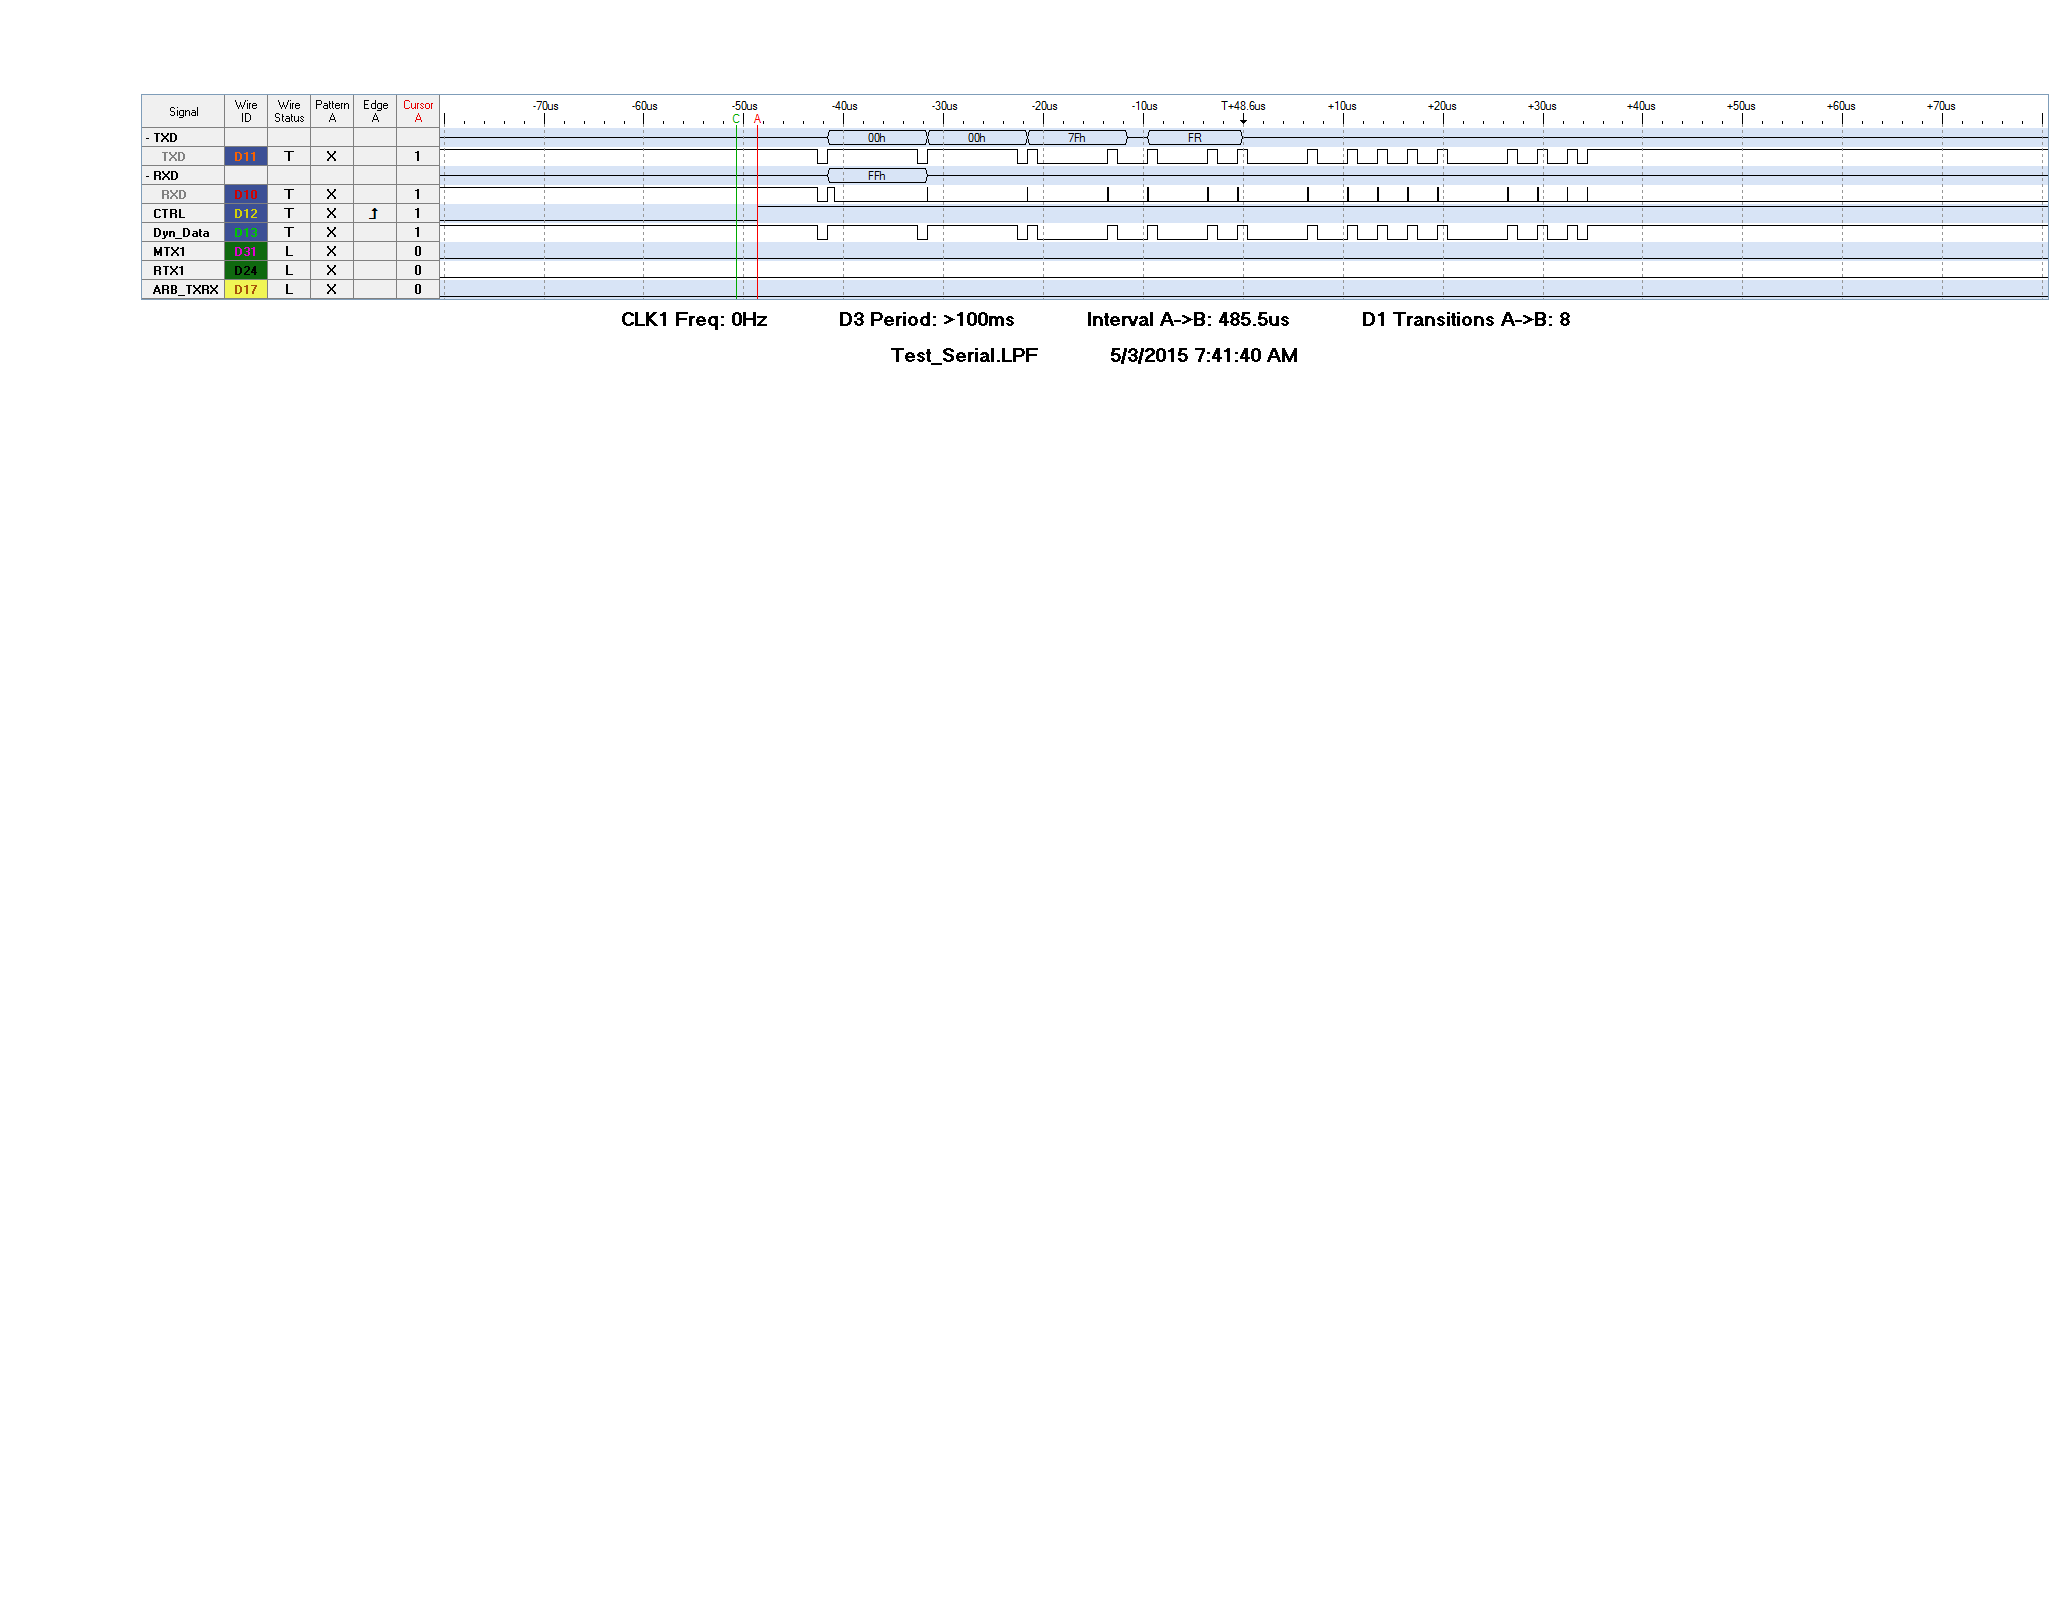 Signal Wire ID Wire Status Pattern A Edge A Cursor A -70us -60us -50us -40us -30us -20us -10us T+48.6us +10us +20us +30us +40us +50us +60us +70us
C A
- TXD 00h 00h 7Fh FR
TXD D11 T X 1
- RXD FFh
RXD D10 T X 1
CTRL D12 T X 1
Dyn_Data D13 T X 1
MTX1 D31 L X 0
RTX1 D24 L X 0
ARB_TXRX D17 L X 0
CLK1 Freq: 0Hz D3 Period: >100ms Interval A->B: 485.5us D1 Transitions A->B: 8
Test_Serial.LPF 5/3/2015 7:41:40 AM